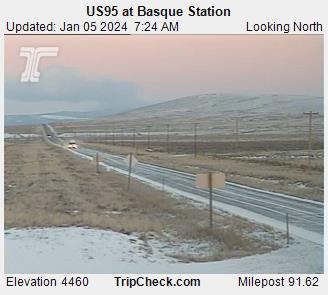 US95 at Basque Station
Updated: Jan 05 2024 7:24 AM Looking North
Elevation 4460 TripCheck.com Milepost 91.62